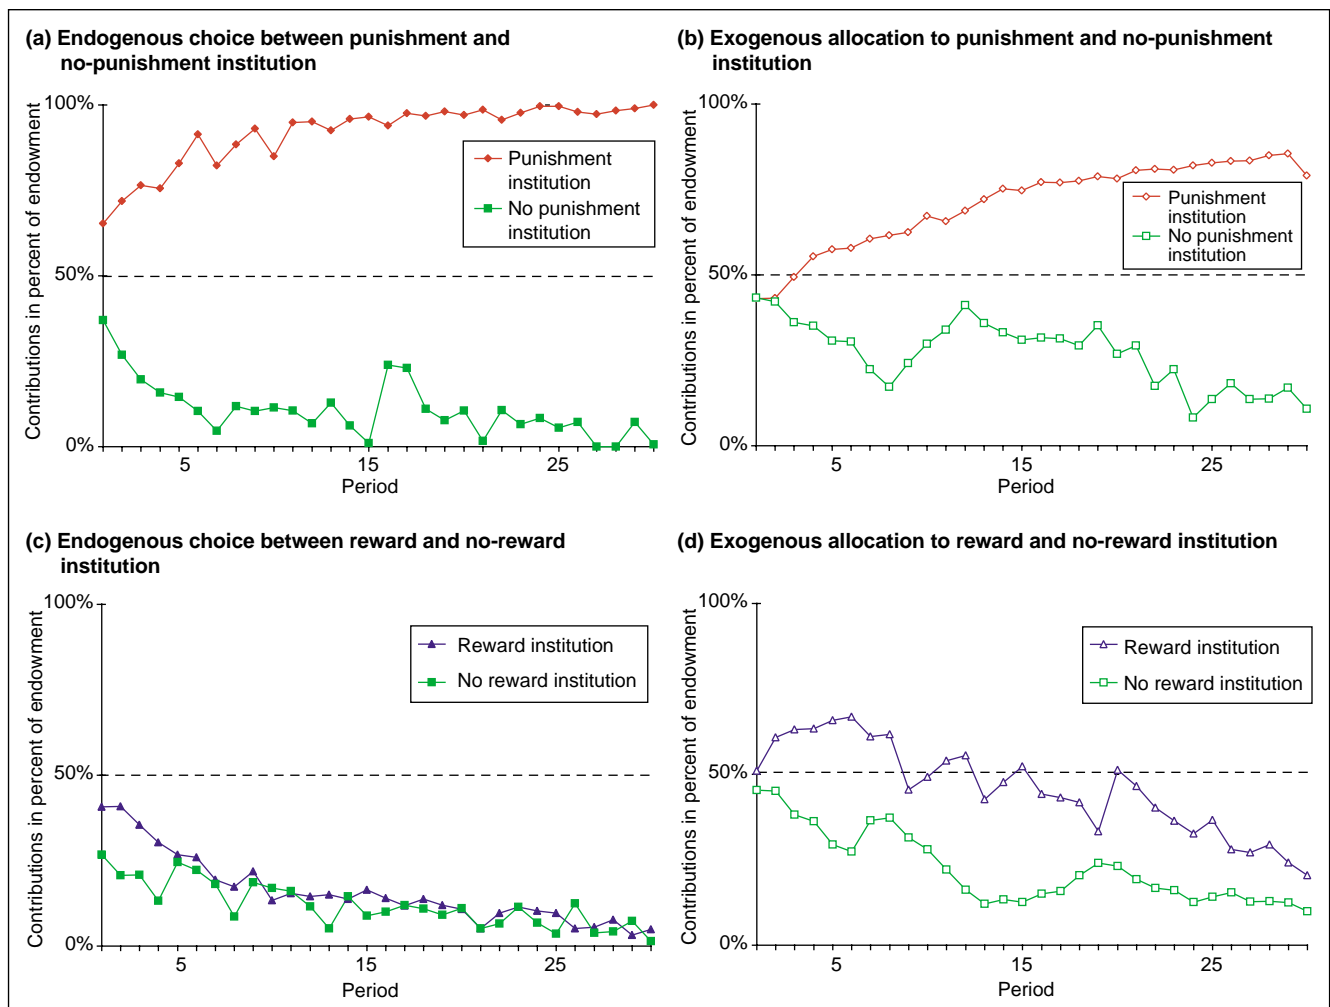 (a) Endogenous choice between punishment and
no-punishment institution
100%
50%
0%
Contributions in percent of endowment
Punishment
institution
No punishment
institution
5
15
25
Period
(b) Exogenous allocation to punishment and no-punishment
institution
100%
50%
0%
Contributions in percent of endowment
Punishment
institution
No punishment
institution
5
15
25
Period
(c) Endogenous choice between reward and no-reward
institution
100%
50%
0%
Contributions in percent of endowment
Reward institution
No reward institution
5
15
25
Period
(d) Exogenous allocation to reward and no-reward institution
100%
50%
0%
Contributions in percent of endowment
Reward institution
No reward institution
5
15
25
Period